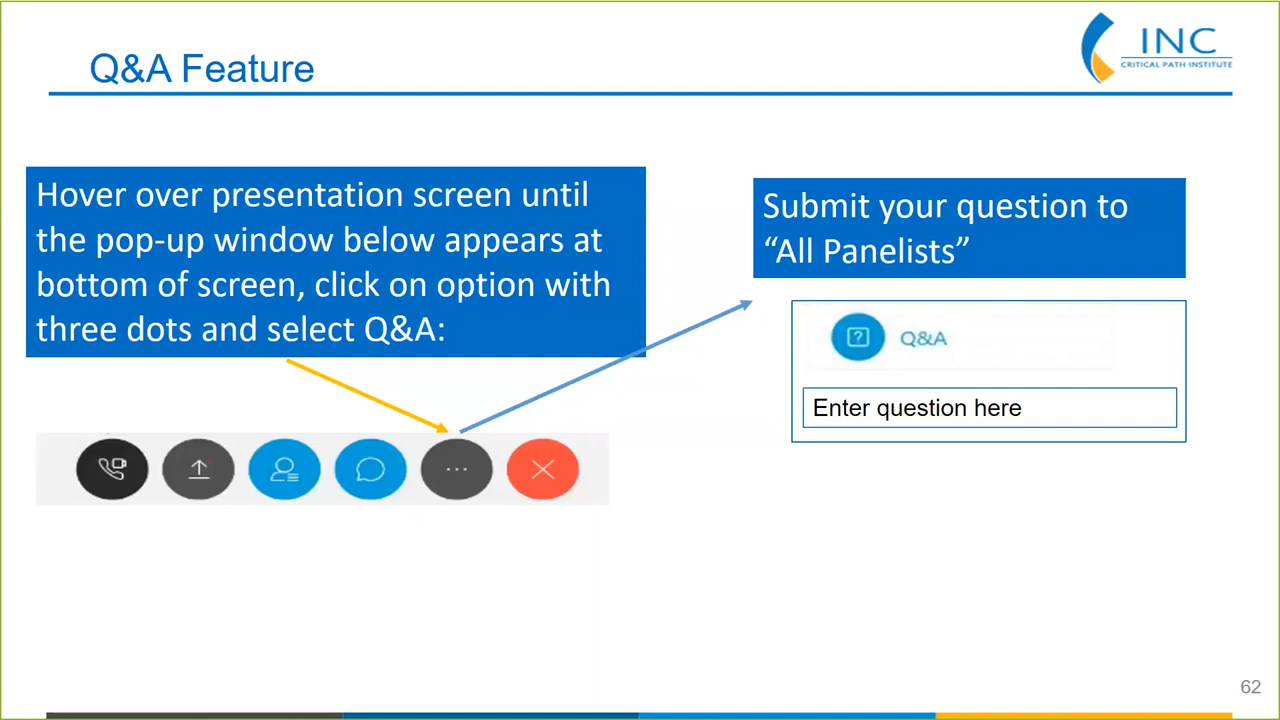 Q&A Feature
INC
CRITICAL PATH INSTITUTE
Hover over presentation screen until
the pop-up window below appears at
bottom of screen, click on option with
three dots and select Q&A:
Submit your question to
“All Panelists”
Q&A
Enter question here
62